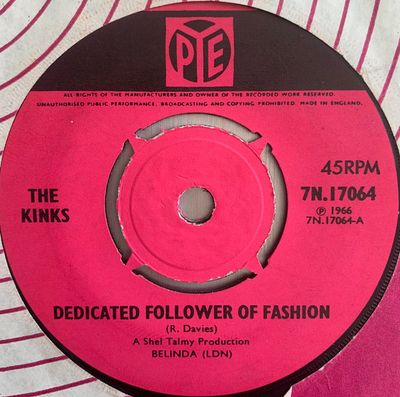 PYE
ALL RIGHTS OF THE MANUFACTURERS AND OWNER OF THE RECORDED WORK RESERVED.
UNAUTHORISED PUBLIC PERFORMANCE, BROADCASTING AND COPYING PROHIBITED. MADE IN ENGLAND.
THE
KINKS
45RPM
7N.17064
Ⓟ 1966
7N.17064-A
DEDICATED FOLLOWER OF FASHION
(R. Davies)
A Shel Talmy Production
BELINDA (LDN)